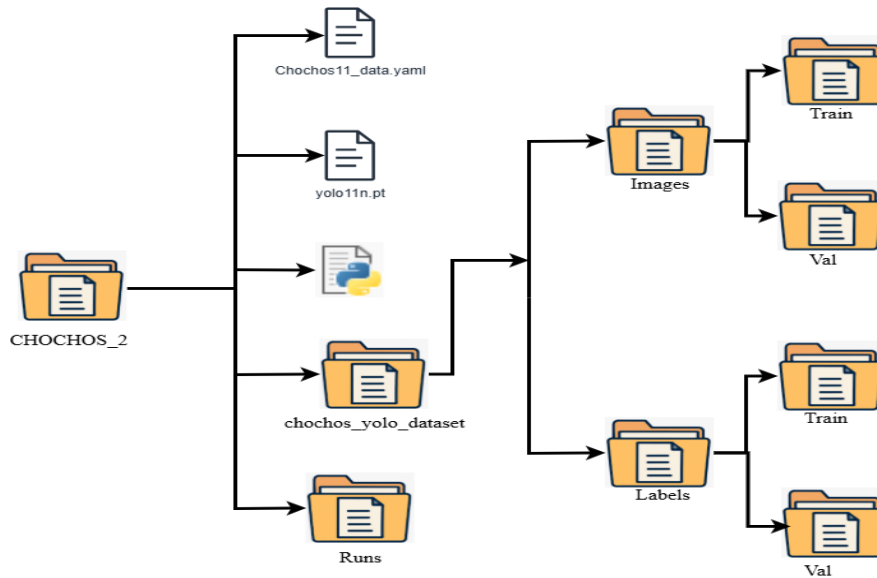 Chochos11_data.yaml
yolo11n.pt
CHOCHOS_2
chochos_yolo_dataset
Runs
Images
Labels
Train
Val
Train
Val